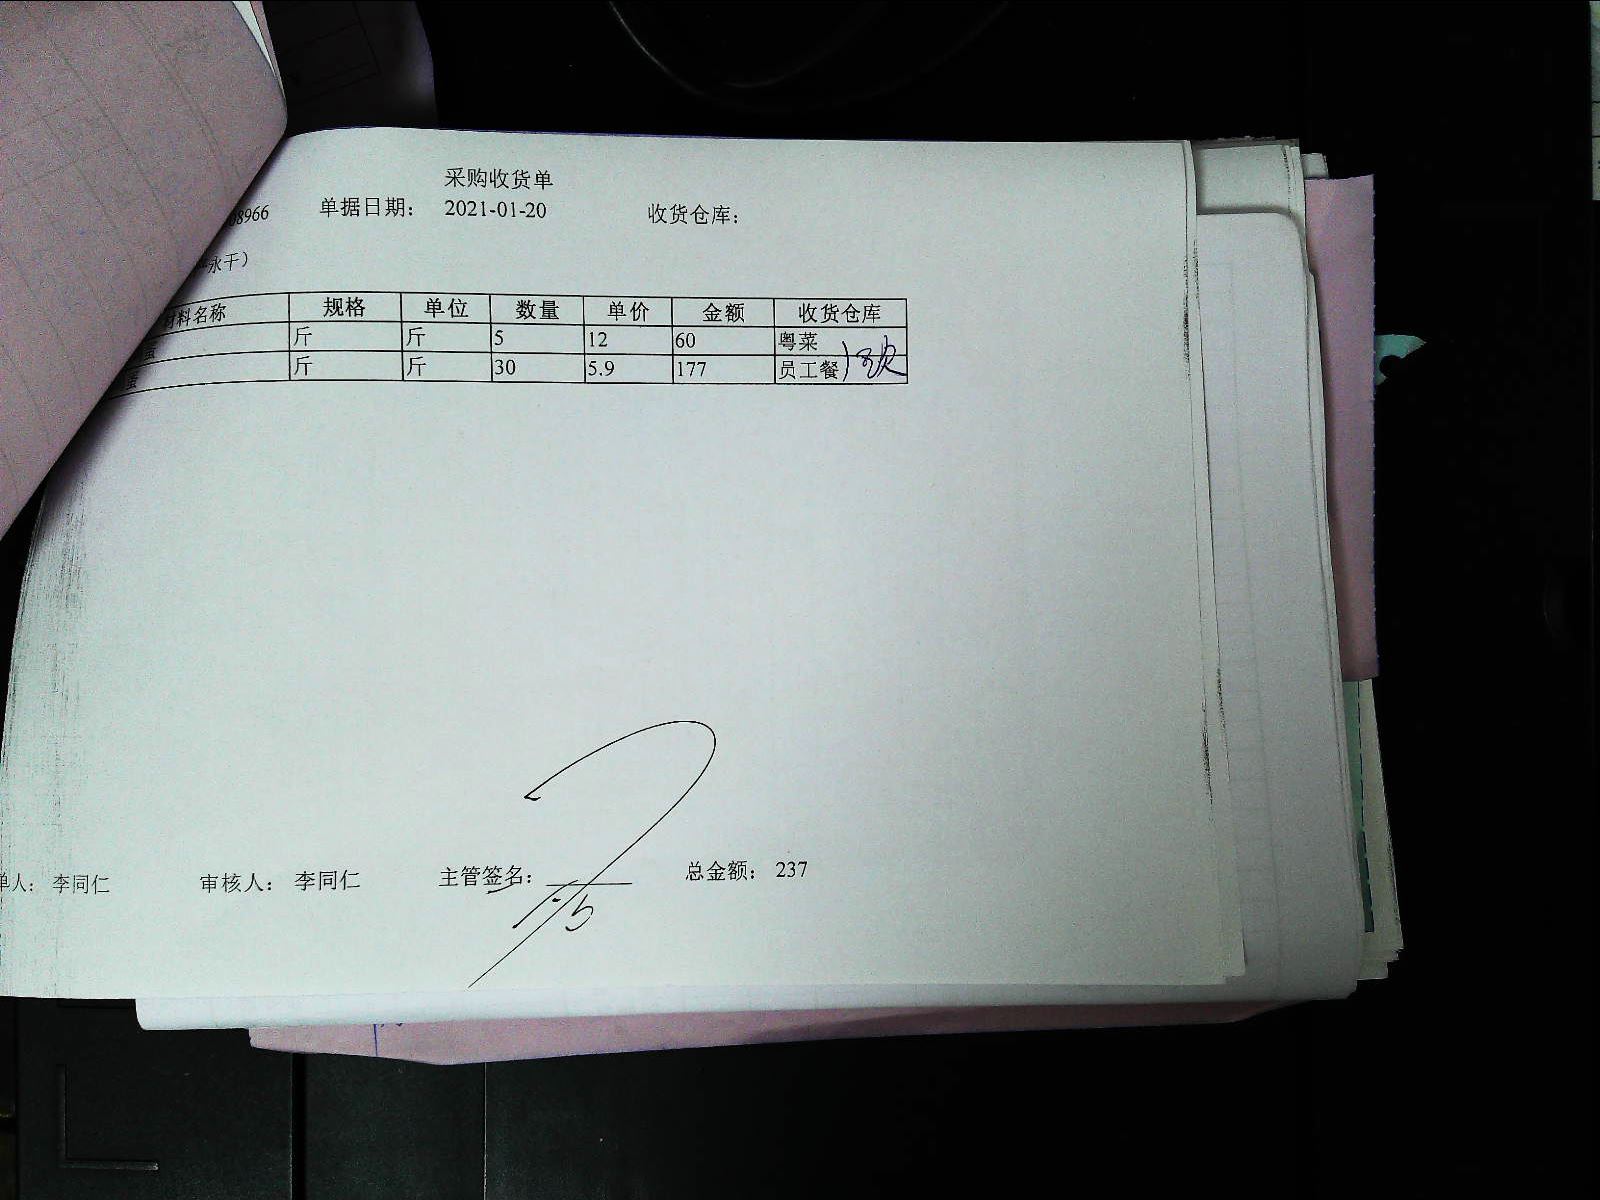 采购收货单
8966 单据日期： 2021-01-20 收货仓库：
永干）
材料名称 规格 单位 数量 单价 金额 收货仓库
斤 斤 5 12 60 粤菜
蛋 斤 斤 30 5.9 177 员工餐
单人： 李同仁 审核人： 李同仁 主管签名： 总金额： 237